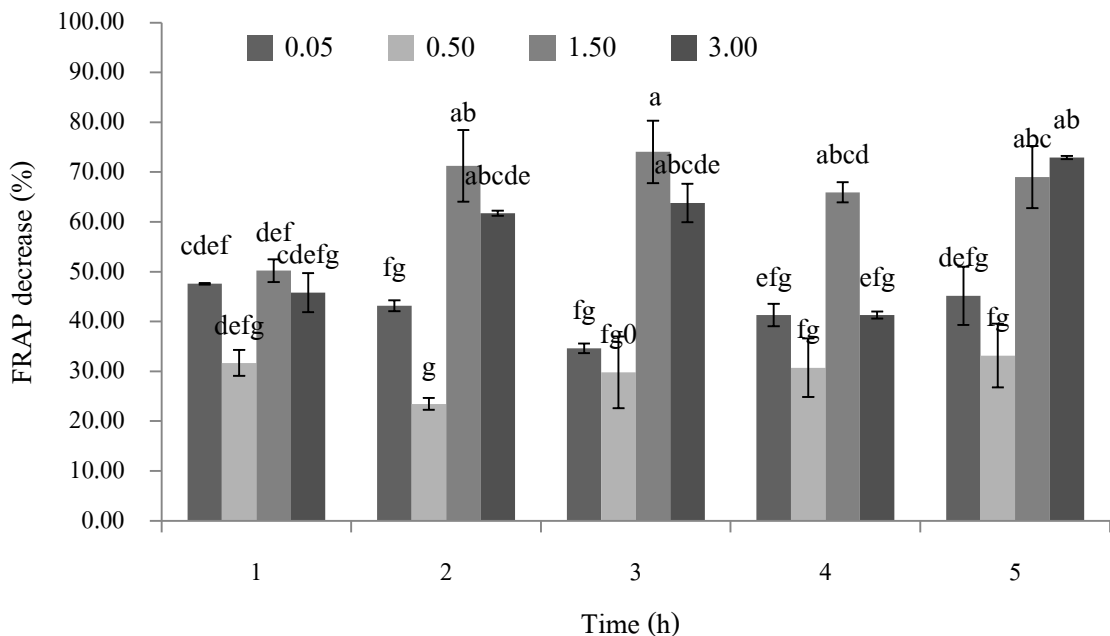 100.00
90.00
80.00
70.00
60.00
50.00
40.00
30.00
20.00
10.00
0.00
FRAP decrease (%)
0.05 0.50 1.50 3.00
cdef
defg
def
cdefg
fg
g
ab
abcde
fg
fg0
a
abcde
efg
fg
abcd
efg
defg
fg
abc
ab
1 2 3 4 5
Time (h)